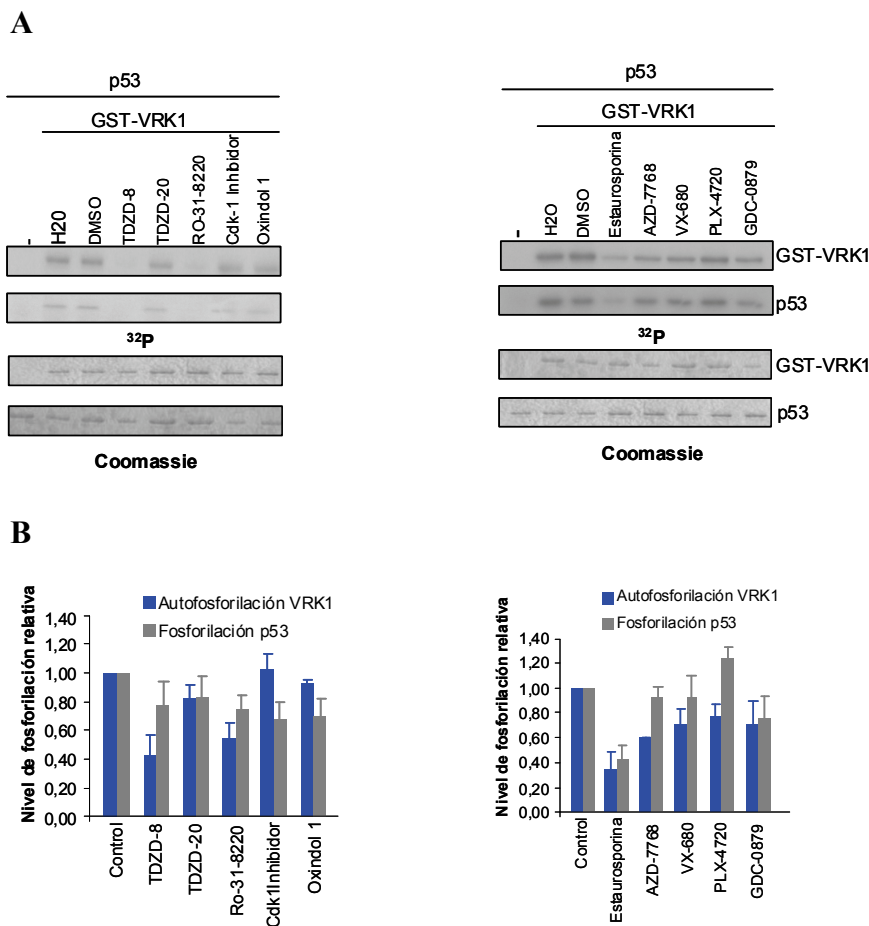 A
p53
GST-VRK1
-
H20
DMSO
TDZD-8
TDZD-20
RO-31-8220
Cdk-1 Inhbidor
Oxindol 1
32P
Coomassie
p53
GST-VRK1
-
H2O
DMSO
Estaurosporina
AZD-7768
VX-680
PLX-4720
GDC-0879
GST-VRK1
p53
32P
GST-VRK1
p53
Coomassie
B
Nivel de fosforilación relativa
1,40
1,20
1,00
0,80
0,60
0,40
0,20
0,00
Autofosforilación VRK1
Fosforilación p53
Control
TDZD-8
TDZD-20
Ro-31-8220
Cdk1Inhibidor
Oxindol 1
Nivel de fosforilación relativa
1,40
1,20
1,00
0,80
0,60
0,40
0,20
0,00
Autofosforilación VRK1
Fosforilación p53
Control
Estaurosporina
AZD-7768
VX-680
PLX-4720
GDC-0879